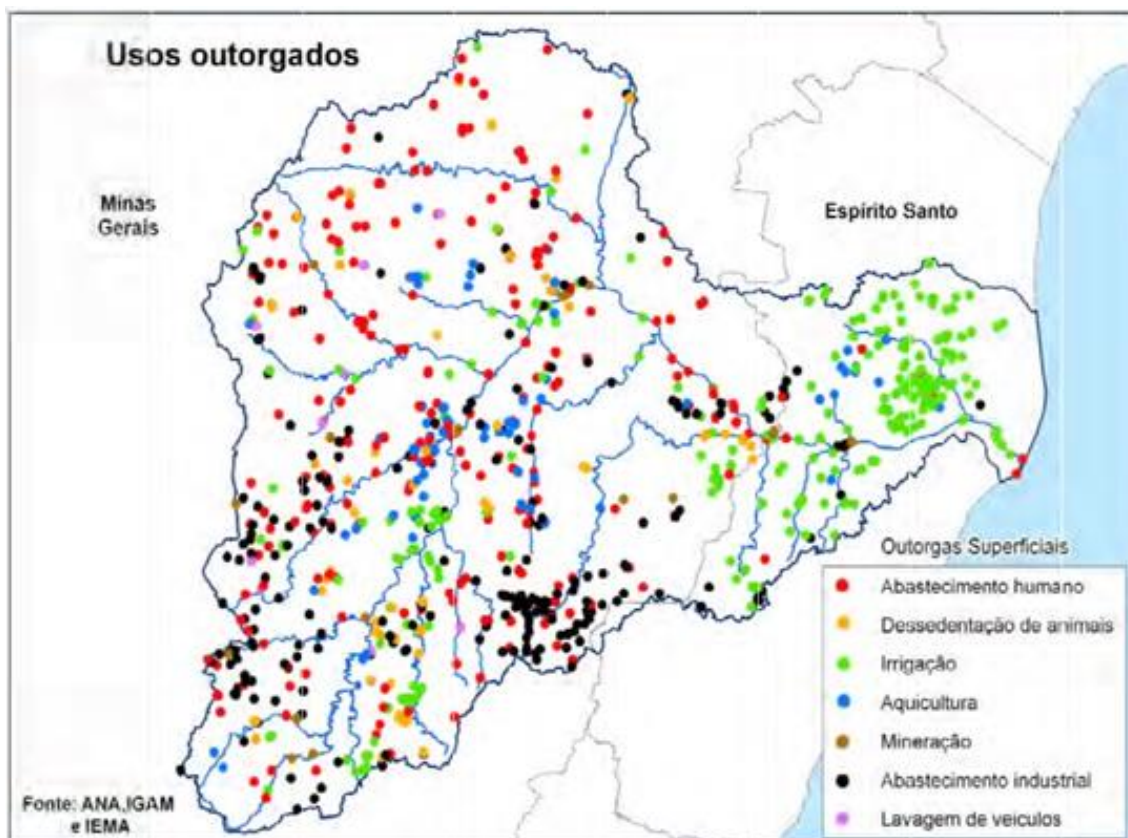 Usos outorgados
Minas
Gerais
Espírito Santo
Outorgas Superficiais
Abastecimento humano
Dessedentação de animais
Irrigação
Aquicultura
Mineração
Abastecimento industrial
Lavagem de veiculos
Fonte: ANA,IGAM
e IEMA